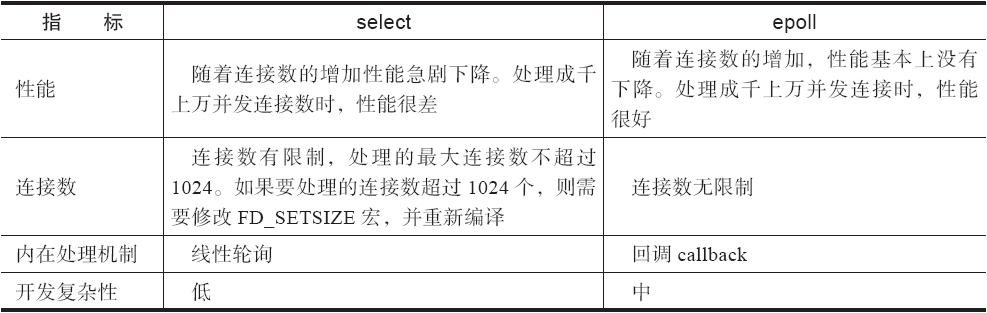 指 标 select epoll
性能
随着连接数的增加性能急剧下降。处理成千
上万并发连接数时，性能很差
随着连接数的增加，性能基本上没有
下降。处理成千上万并发连接时，性能
很好
连接数
连接数有限制，处理的最大连接数不超过
1024。如果要处理的连接数超过 1024 个，则需
要修改 FD_SETSIZE 宏，并重新编译
连接数无限制
内在处理机制 线性轮询 回调 callback
开发复杂性 低 中